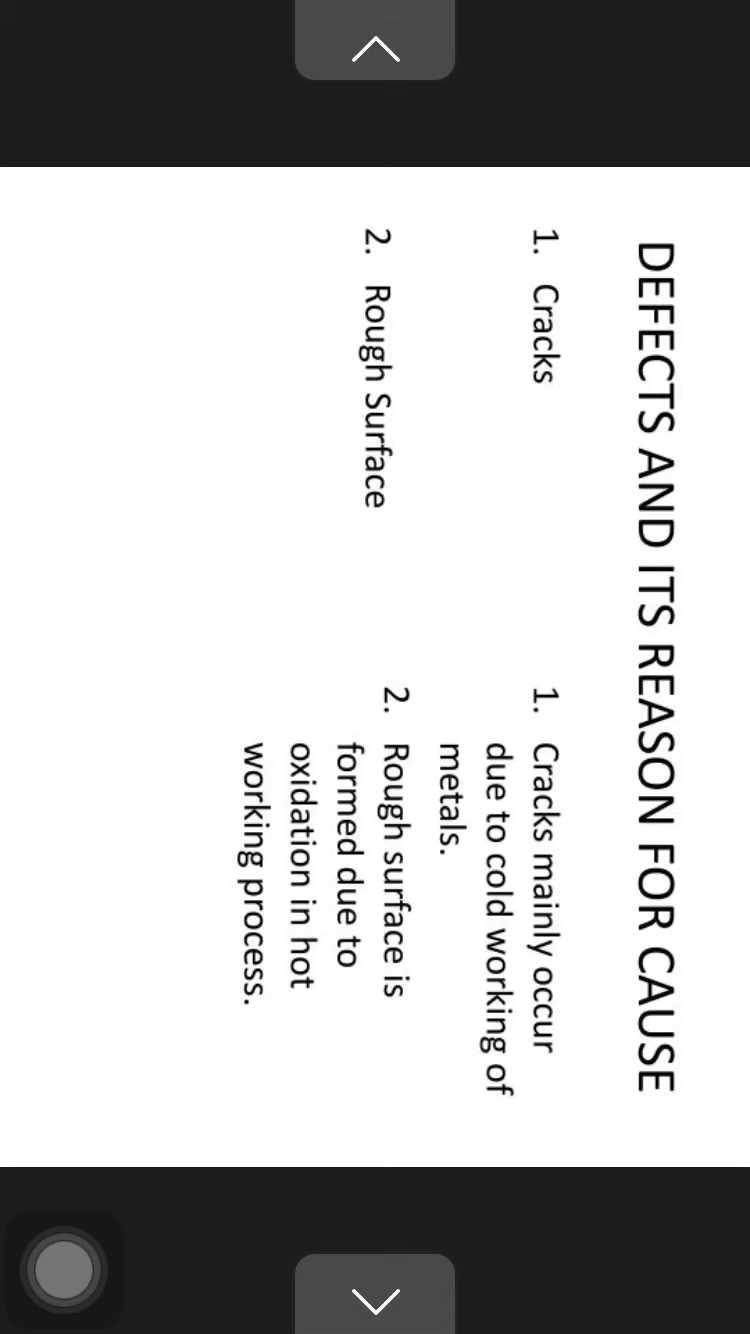 DEFECTS AND ITS REASON FOR CAUSE
1. Cracks
2. Rough Surface
1. Cracks mainly occur
due to cold working of
metals.
2. Rough surface is
formed due to
oxidation in hot
working process.